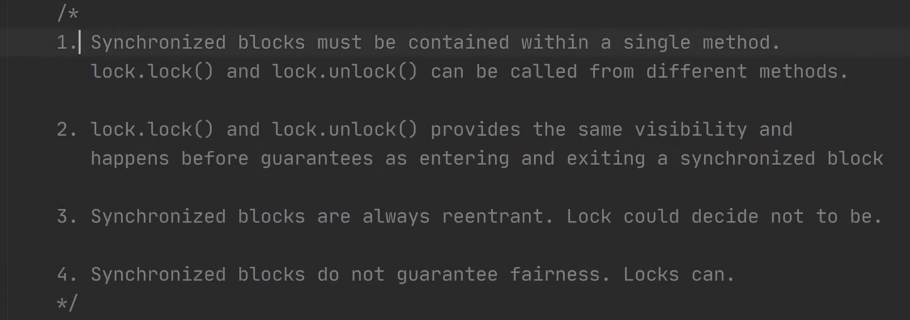 /*
1. Synchronized blocks must be contained within a single method.
lock.lock() and lock.unlock() can be called from different methods.
2. lock.lock() and lock.unlock() provides the same visibility and
happens before guarantees as entering and exiting a synchronized block
3. Synchronized blocks are always reentrant. Lock could decide not to be.
4. Synchronized blocks do not guarantee fairness. Locks can.
*/